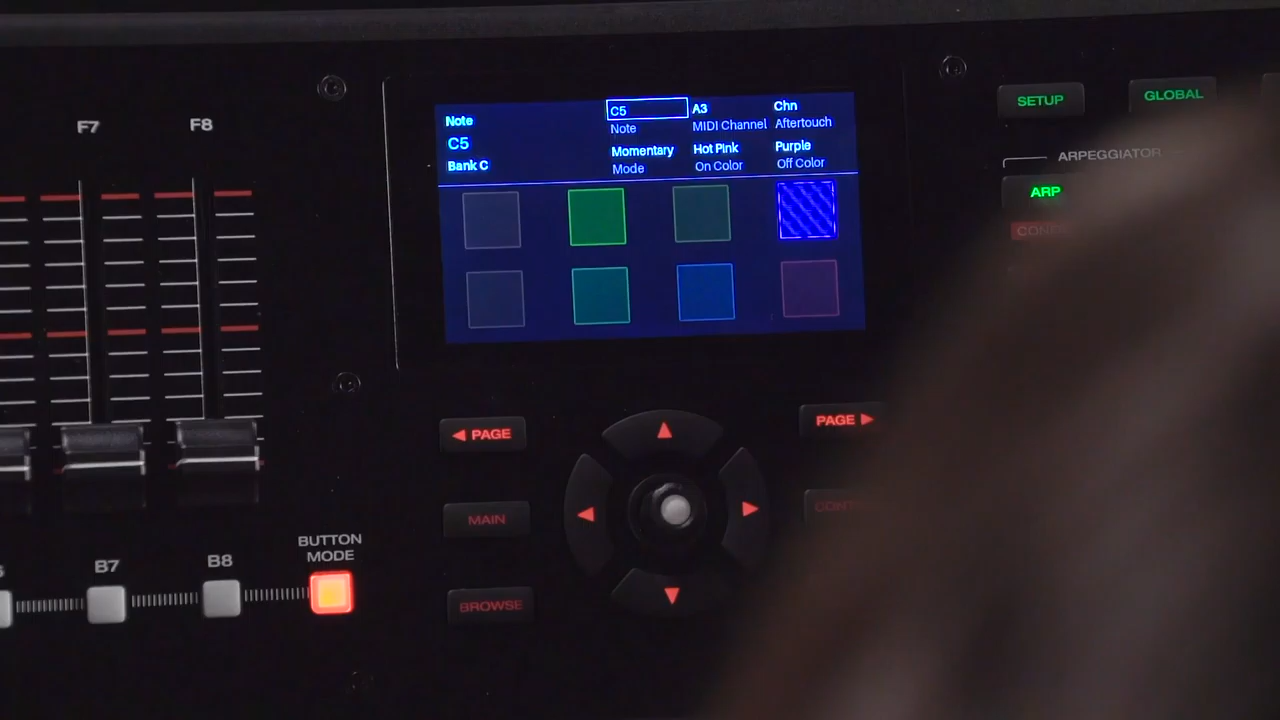 F7
F8
Note
C5
Bank C
C5
Note
Momentary
Mode
A3
MIDI Channel
Hot Pink
On Color
Chn
Aftertouch
Purple
Off Color
SETUP
GLOBAL
ARPEGGIATOR
ARP
PAGE
PAGE
MAIN
BROWSE
B7
B8
BUTTON
MODE